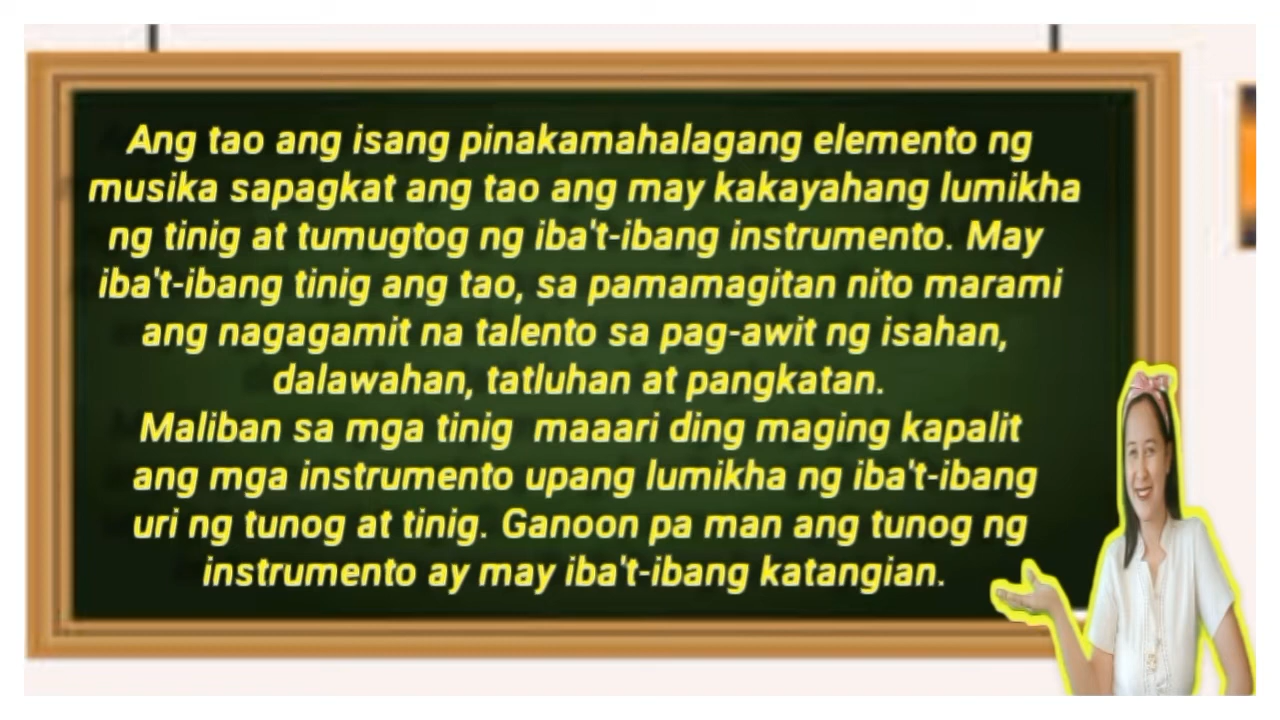 Ang tao ang isang pinakamahalagang elemento ng
musika sapagkat ang tao ang may kakayahang lumikha
ng tinig at tumugtog ng iba't-ibang instrumento. May
iba't-ibang tinig ang tao, sa pamamagitan nito marami
ang nagagamit na talento sa pag-awit ng isahan,
dalawahan, tatluhan at pangkatan.
Maliban sa mga tinig maaari ding maging kapalit
ang mga instrumento upang lumikha ng iba't-ibang
uri ng tunog at tinig. Ganoon pa man ang tunog ng
instrumento ay may iba't-ibang katangian.